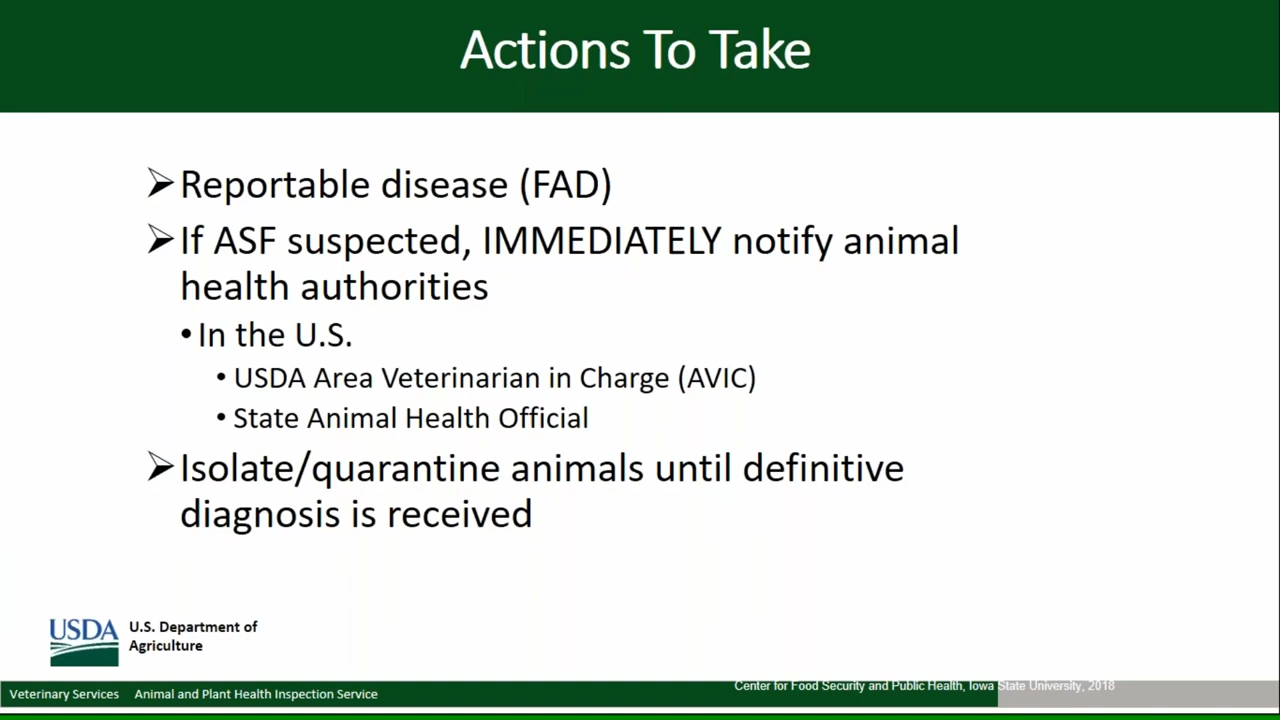 Actions To Take
➢Reportable disease (FAD)
➢If ASF suspected, IMMEDIATELY notify animal
health authorities
•In the U.S.
• USDA Area Veterinarian in Charge (AVIC)
• State Animal Health Official
➢Isolate/quarantine animals until definitive
diagnosis is received
USDA
U.S. Department of
Agriculture
Veterinary Services Animal and Plant Health Inspection Service
Center for Food Security and Public Health, Iowa State University, 2018